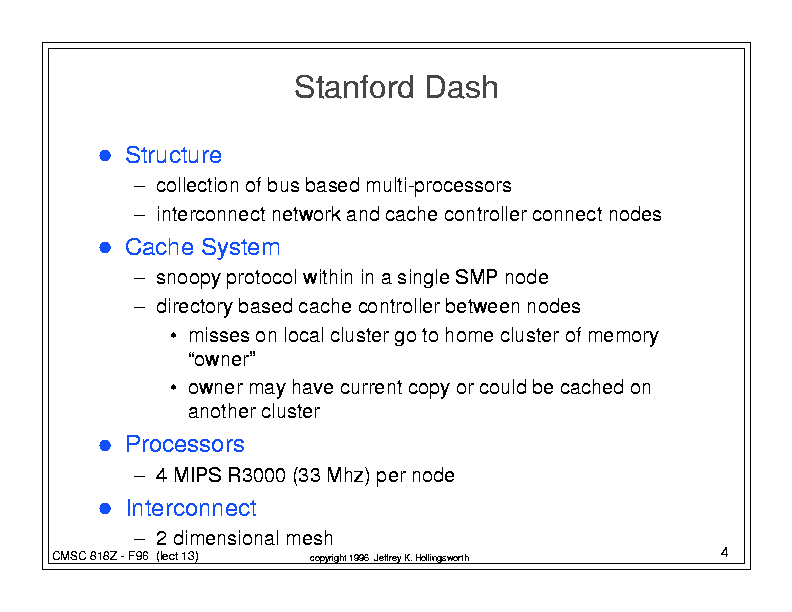 Stanford Dash
● Structure
– collection of bus based multi-processors
– interconnect network and cache controller connect nodes
● Cache System
– snoopy protocol within in a single SMP node
– directory based cache controller between nodes
• misses on local cluster go to home cluster of memory
“owner”
• owner may have current copy or could be cached on
another cluster
● Processors
– 4 MIPS R3000 (33 Mhz) per node
● Interconnect
– 2 dimensional mesh
CMSC 818Z - F96 (lect 13)
copyright 1996 Jeffrey K. Hollingsworth
4